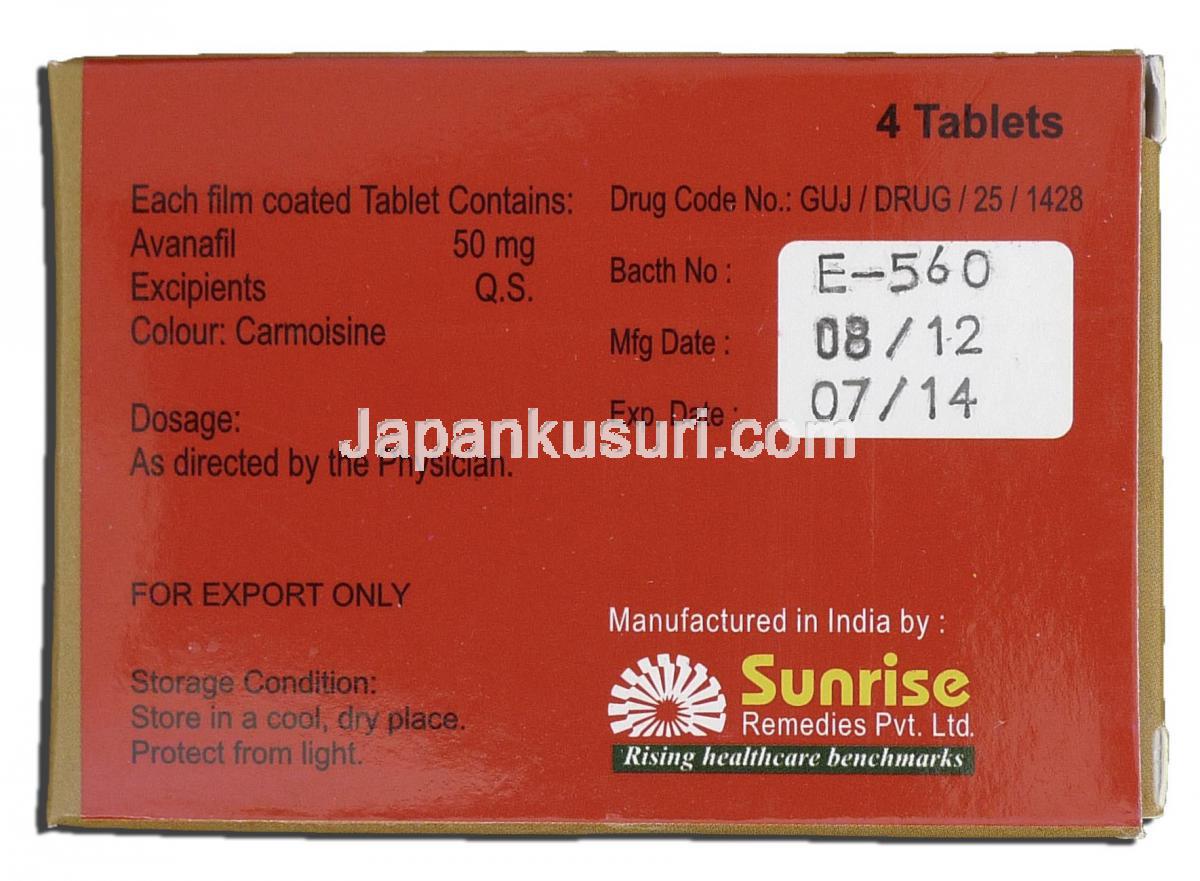 4 Tablets
Each film coated Tablet Contains:
Avanafil 50 mg
Excipients Q.S.
Colour: Carmoisine
Dosage:
As directed by the Physician.
FOR EXPORT ONLY
Storage Condition:
Store in a cool, dry place.
Protect from light.
Drug Code No.: GUJ / DRUG / 25 / 1428
Bacth No : E-560
Mfg Date : 08/12
Exp. Date : 07/14
Japankusuri.com
Manufactured in India by :
Sunrise
Remedies Pvt. Ltd.
Rising healthcare benchmarks